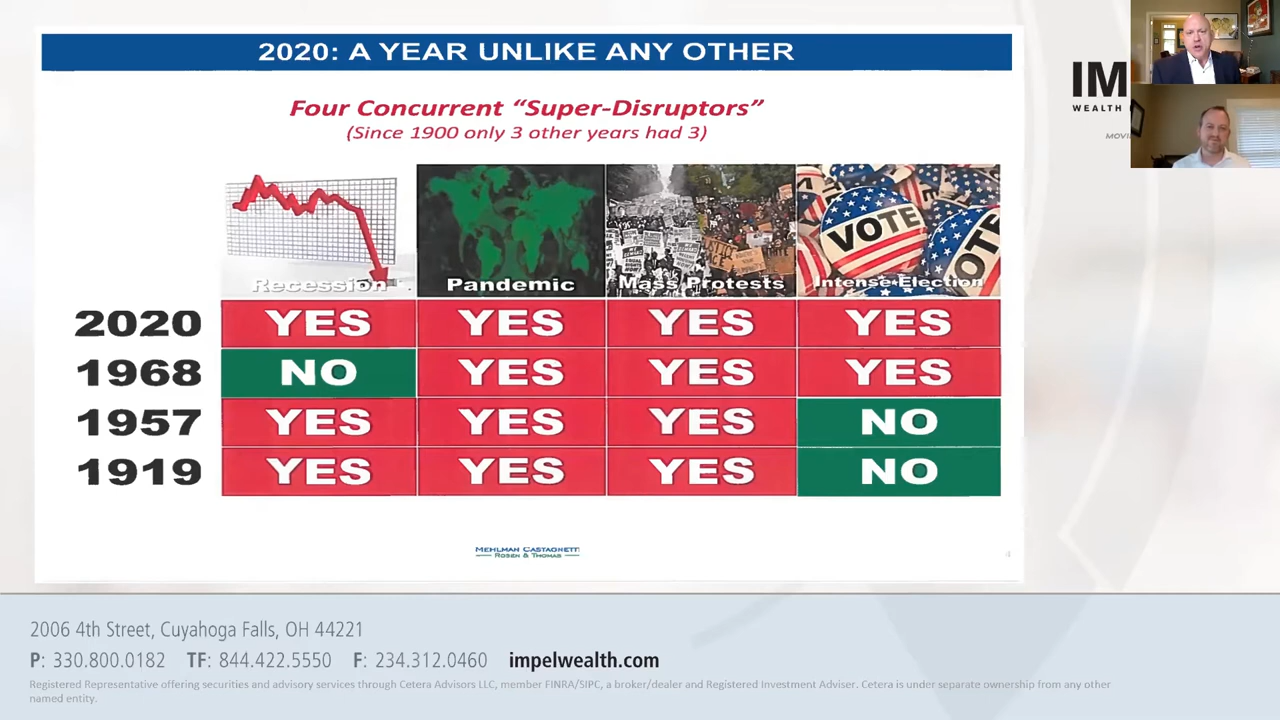 2020: A YEAR UNLIKE ANY OTHER
Four Concurrent “Super-Disruptors”
(Since 1900 only 3 other years had 3)
IM
WEALTH
VOTE
VOTE
Recession
Pandemic
Mass Protests
Intense Election
2020 YES YES YES YES
1968 NO YES YES YES
1957 YES YES YES NO
1919 YES YES YES NO
MEHLMAN CASTAGNETTI
ROSEN & THOMAS
4
2006 4th Street, Cuyahoga Falls, OH 44221
P: 330.800.0182 TF: 844.422.5550 F: 234.312.0460 impelwealth.com
Registered Representative offering securities and advisory services through Cetera Advisors LLC, member FINRA/SIPC, a broker/dealer and Registered Investment Adviser. Cetera is under separate ownership from any other
named entity.